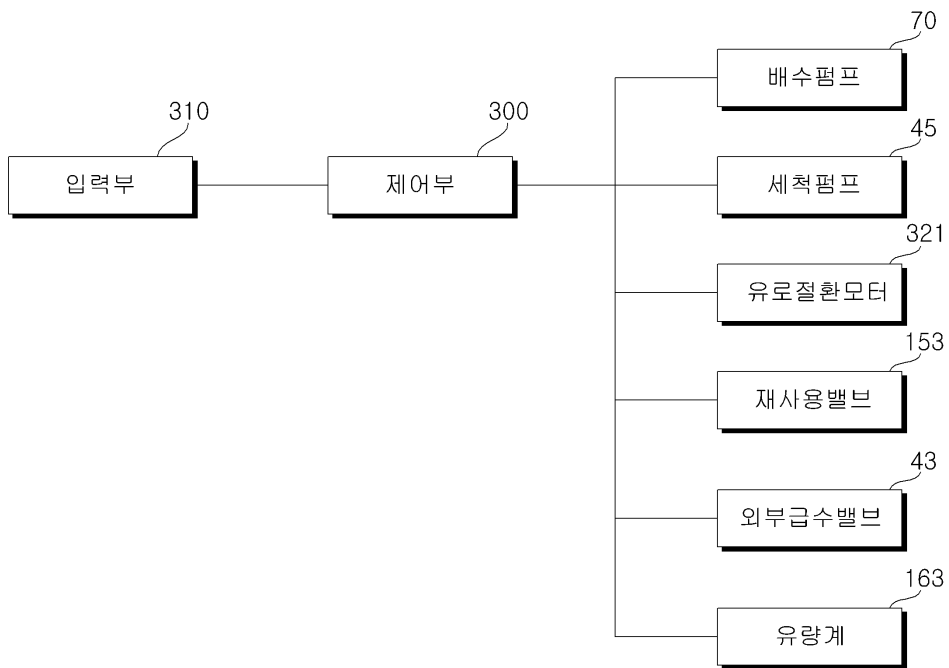 70
배수펌프
310
300
45
입력부
제어부
세척펌프
321
유로절환모터
153
재사용밸브
43
외부급수밸브
163
유량계